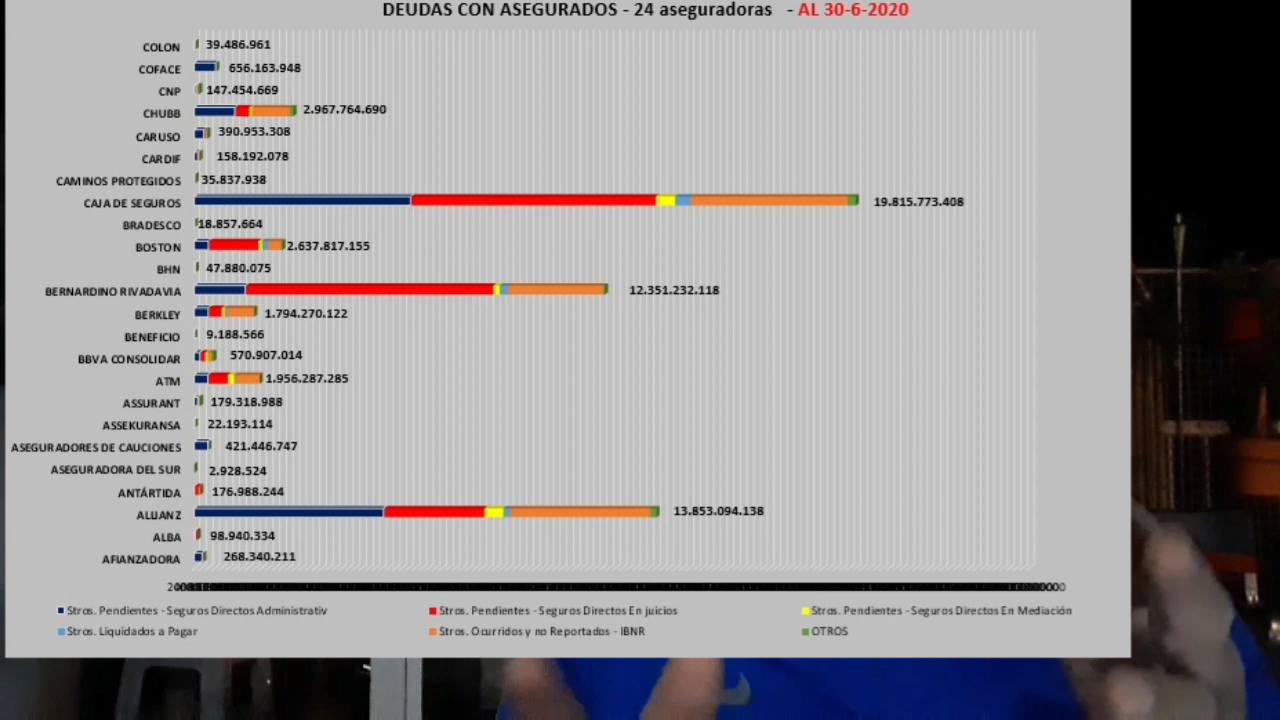 DEUDAS CON ASEGURADOS - 24 aseguradoras - AL 30-6-2020
COLON 39.486.961
COFACE 656.163.948
CNP 147.454.669
CHUBB 2.967.764.690
CARUSO 390.953.308
CARDIF 158.192.078
CAMINOS PROTEGIDOS 35.837.938
CAJA DE SEGUROS 19.815.773.408
BRADESCO 18.857.664
BOSTON 2.637.817.155
BHN 47.880.075
BERNARDINO RIVADAVIA 12.351.232.118
BERKLEY 1.794.270.122
BENEFICIO 9.188.566
BBVA CONSOLIDAR 570.907.014
ATM 1.956.287.285
ASSURANT 179.318.988
ASSEKURANSA 22.193.114
ASEGURADORES DE CAUCIONES 421.446.747
ASEGURADORA DEL SUR 2.928.524
ANTÁRTIDA 176.988.244
ALLIANZ 13.853.094.138
ALBA 98.940.334
AFIANZADORA 268.340.211
Stros. Pendientes - Seguros Directos Administrativ Stros. Pendientes - Seguros Directos En juicios Stros. Pendientes - Seguros Directos En Mediación
Stros. Liquidados a Pagar Stros. Ocurridos y no Reportados - IBNR OTROS